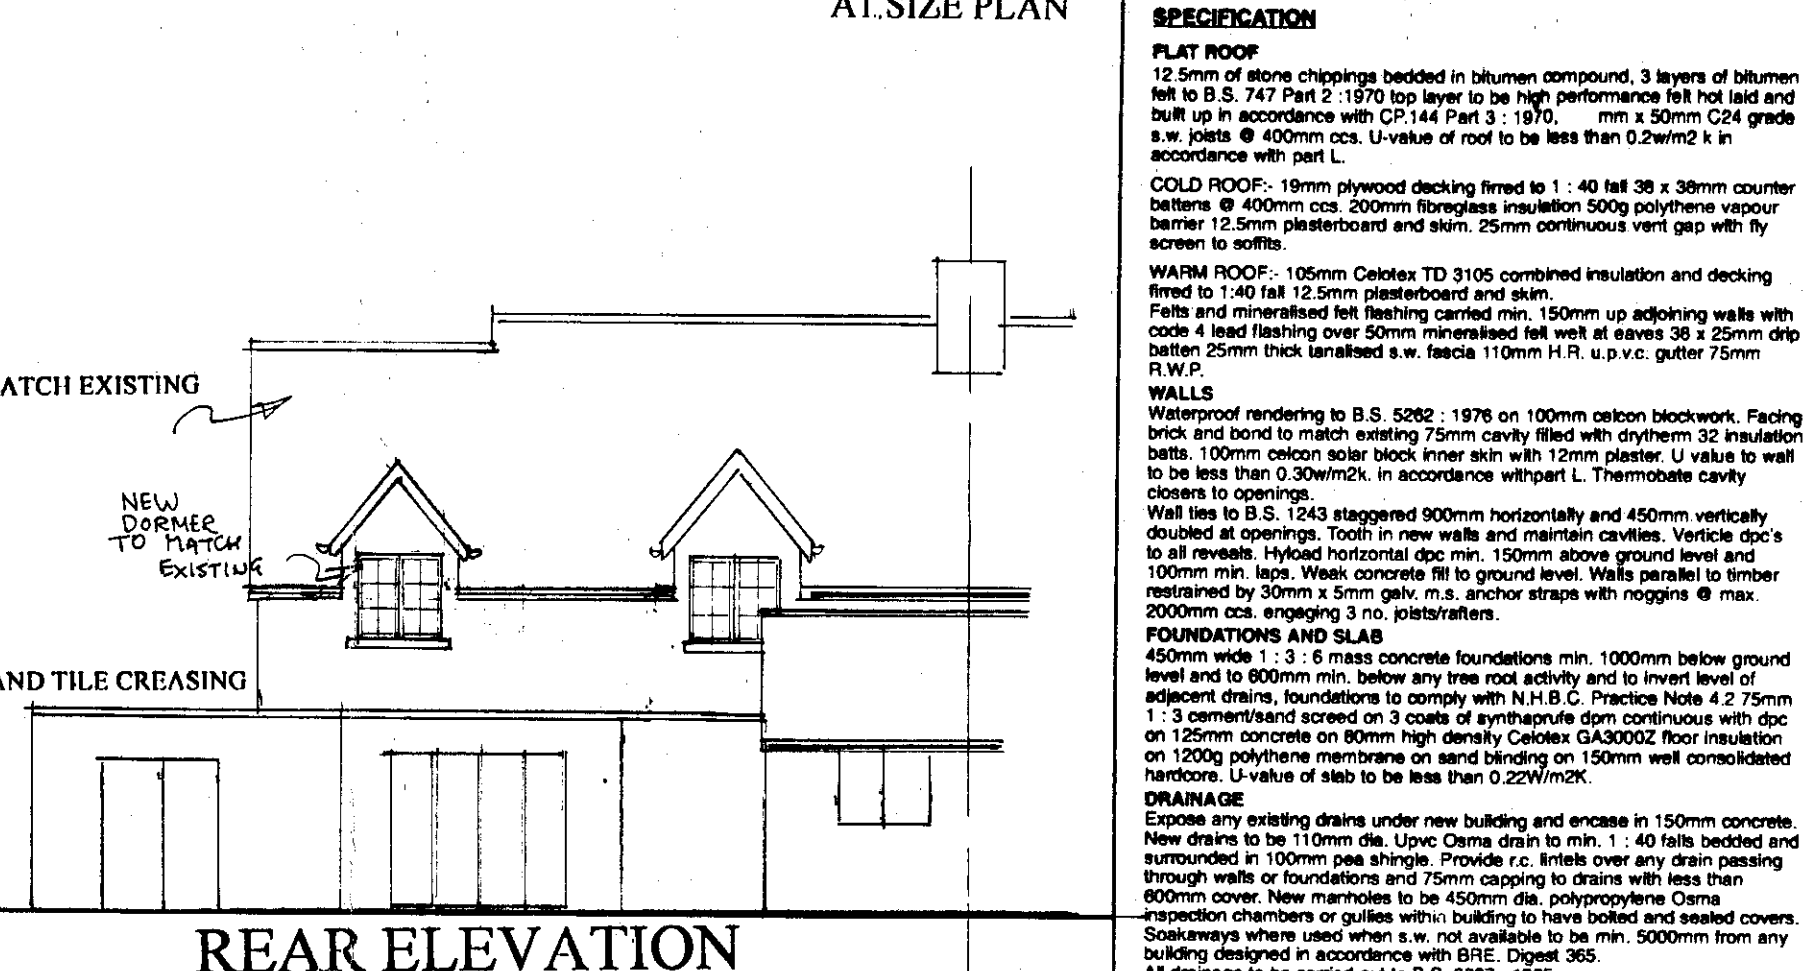 AT SIZE PLAN
ATCH EXISTING
NEW
DORMER
TO MATCH
EXISTING
AND TILE CREASING
REAR ELEVATION
SPECIFICATION
FLAT ROOF
12.5mm of stone chippings bedded in bitumen compound, 3 layers of bitumen
felt to B.S. 747 Part 2 :1970 top layer to be high performance felt hot laid and
built up in accordance with CP.144 Part 3 : 1970, mm x 50mm C24 grade
s.w. joists @ 400mm ccs. U-value of roof to be less than 0.2w/m2 k in
accordance with part L.
COLD ROOF:- 19mm plywood decking firred to 1 : 40 fall 38 x 38mm counter
battens @ 400mm ccs. 200mm fibreglass insulation 500g polythene vapour
barrier 12.5mm plasterboard and skim. 25mm continuous vent gap with fly
screen to soffits.
WARM ROOF:- 105mm Celotex TD 3105 combined insulation and decking
firred to 1:40 fall 12.5mm plasterboard and skim.
Felts and mineralised felt flashing carried min. 150mm up adjoining walls with
code 4 lead flashing over 50mm mineralised felt welt at eaves 38 x 25mm drip
batten 25mm thick tanalised s.w. fascia 110mm H.R. u.p.v.c. gutter 75mm
R.W.P.
WALLS
Waterproof rendering to B.S. 5262 : 1976 on 100mm celcon blockwork. Facing
brick and bond to match existing 75mm cavity filled with drytherm 32 insulation
batts. 100mm celcon solar block inner skin with 12mm plaster. U value to wall
to be less than 0.30w/m2k. in accordance withpart L. Thermobate cavity
closers to openings.
Wall ties to B.S. 1243 staggered 900mm horizontally and 450mm vertically
doubled at openings. Tooth in new walls and maintain cavities. Verticle dpc's
to all reveals. Hyload horizontal dpc min. 150mm above ground level and
100mm min. laps. Weak concrete fill to ground level. Walls parallel to timber
restrained by 30mm x 5mm galv. m.s. anchor straps with noggins @ max.
2000mm ccs. engaging 3 no. joists/rafters.
FOUNDATIONS AND SLAB
450mm wide 1 : 3 : 6 mass concrete foundations min. 1000mm below ground
level and to 600mm min. below any tree root activity and to invert level of
adjacent drains, foundations to comply with N.H.B.C. Practice Note 4.2 75mm
1 : 3 cement/sand screed on 3 coats of synthaprufe dpm continuous with dpc
on 125mm concrete on 80mm high density Celotex GA3000Z floor insulation
on 1200g polythene membrane on sand blinding on 150mm well consolidated
hardcore. U-value of slab to be less than 0.22W/m2K.
DRAINAGE
Expose any existing drains under new building and encase in 150mm concrete.
New drains to be 110mm dia. Upvc Osma drain to min. 1 : 40 falls bedded and
surrounded in 100mm pea shingle. Provide r.c. lintels over any drain passing
through walls or foundations and 75mm capping to drains with less than
600mm cover. New manholes to be 450mm dia. polypropylene Osma
inspection chambers or gullies within building to have bolted and sealed covers.
Soakaways where used when s.w. not available to be min. 5000mm from any
building designed in accordance with BRE. Digest 365.